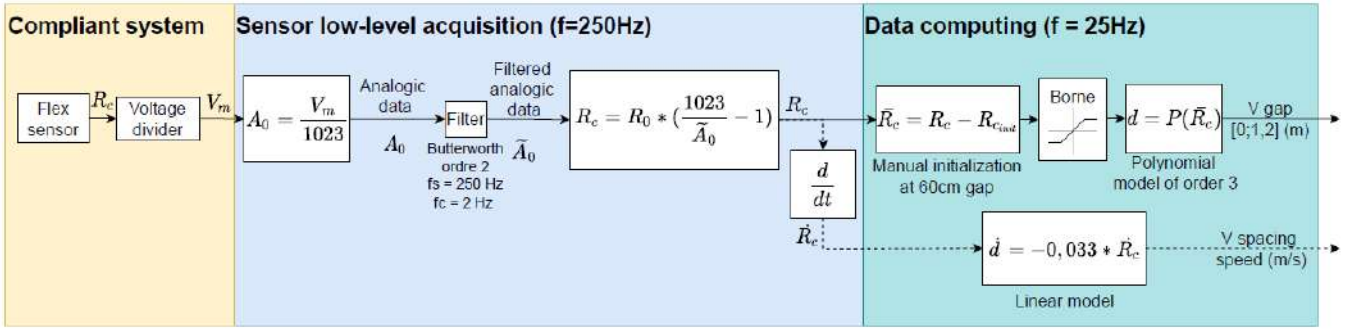 Compliant system
Sensor low-level acquisition (f=250Hz)
Data computing (f = 25Hz)
Flex
sensor
R_c
Voltage
divider
V_m
A_0 = V_m / 1023
Analogic
data
A_0
Filter
Butterworth
ordre 2
fs = 250 Hz
fc = 2 Hz
Filtered
analogic
data
Ã_0
R_c = R_0 * (1023 / Ã_0 − 1)
R_c
d / dt
Ṙ_c
R̄_c = R_c − R_{c_{init}}
Manual initialization
at 60cm gap
Borne
d = P(R̄_c)
Polynomial
model of order 3
V gap
[0;1,2] (m)
ḋ = −0,033 * Ṙ_c
Linear model
V spacing
speed (m/s)